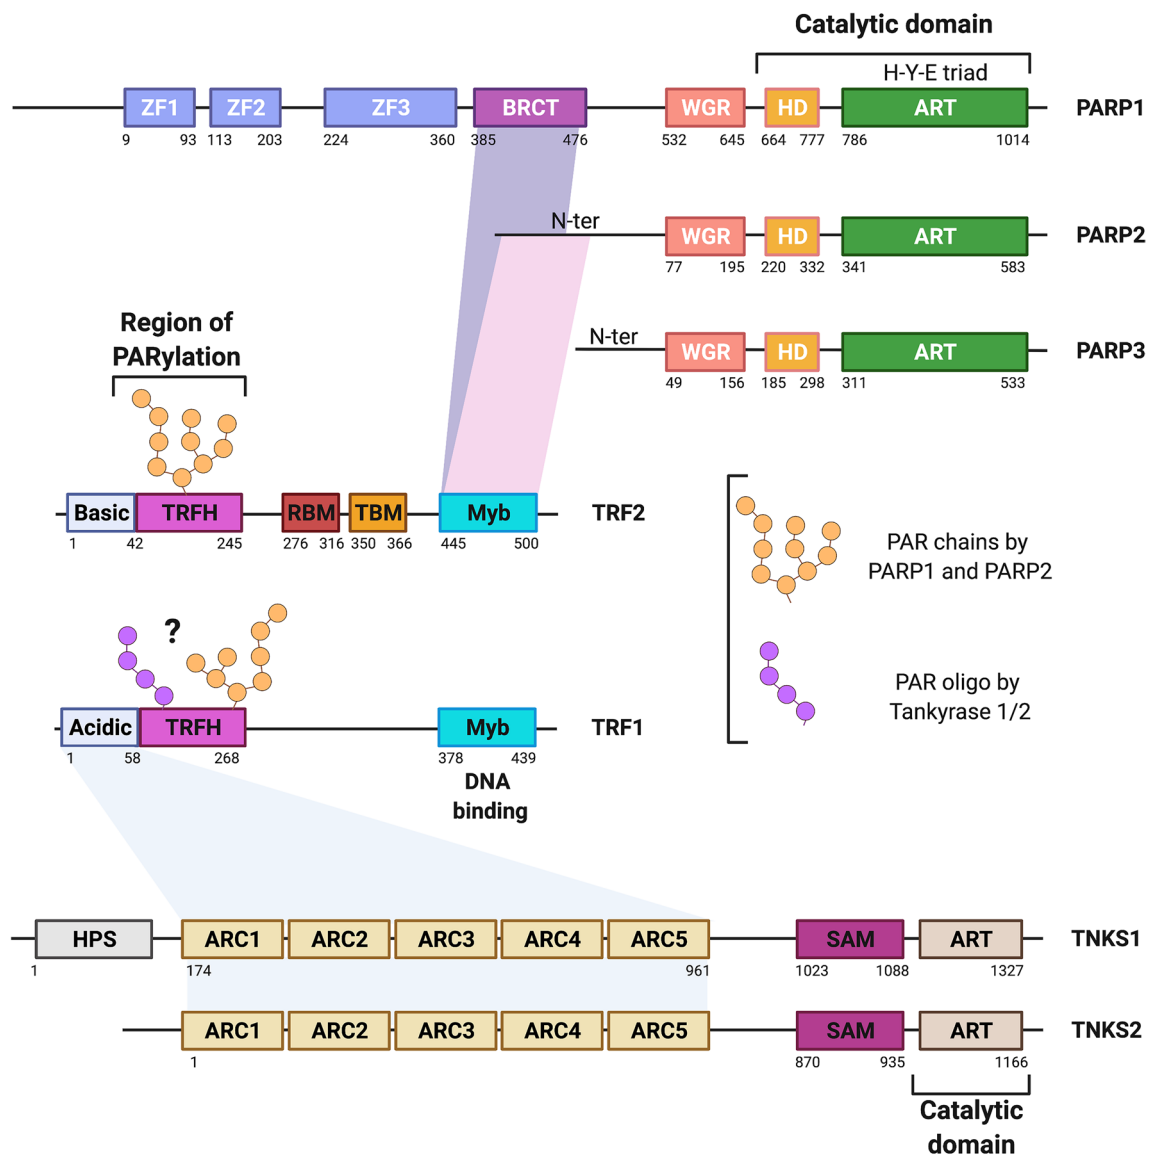 Catalytic domain
H-Y-E triad
ZF1 ZF2 ZF3 BRCT WGR HD ART PARP1
9 93 113 203 224 360 385 476 532 645 664 777 786 1014
N-ter WGR HD ART PARP2
77 195 220 332 341 583
N-ter WGR HD ART PARP3
49 156 185 298 311 533
Region of
PARylation
Basic TRFH RBM TBM Myb TRF2
1 42 245 276 316 350 366 445 500
PAR chains by
PARP1 and PARP2
?
Acidic TRFH Myb TRF1
1 58 268 378 439
DNA
binding
PAR oligo by
Tankyrase 1/2
HPS ARC1 ARC2 ARC3 ARC4 ARC5 SAM ART TNKS1
1 174 961 1023 1088 1327
ARC1 ARC2 ARC3 ARC4 ARC5 SAM ART TNKS2
1 870 935 1166
Catalytic
domain